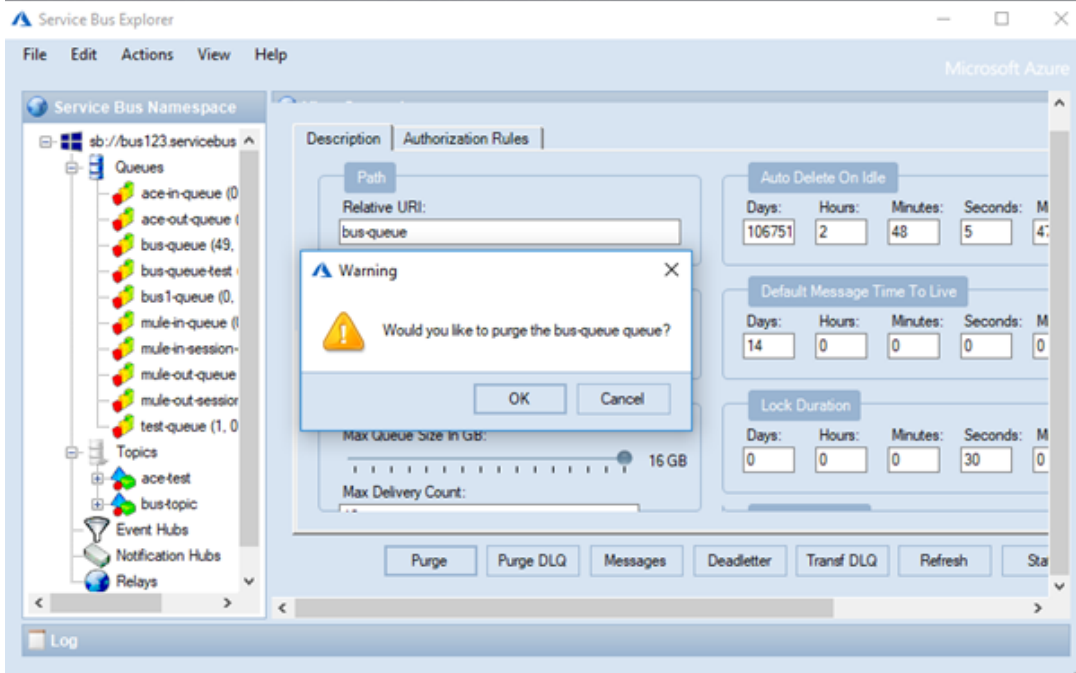 Service Bus Explorer
File Edit Actions View Help
Microsoft Azure
Service Bus Namespace
sb://bus123.servicebus
Queues
ace-in-queue (0
ace-out-queue (
bus-queue (49,
bus-queue-test
bus1-queue (0,
mule-in-queue (
mule-in-session-
mule-out-queue
mule-out-session
test-queue (1, 0
Topics
ace-test
bus-topic
Event Hubs
Notification Hubs
Relays
Description Authorization Rules
Path
Relative URI:
bus-queue
Auto Delete On Idle
Days: Hours: Minutes: Seconds: M
106751 2 48 5 47
Warning
Would you like to purge the bus-queue queue?
OK Cancel
Default Message Time To Live
Days: Hours: Minutes: Seconds: M
14 0 0 0 0
Max Queue Size In GB:
16 GB
Max Delivery Count:
Lock Duration
Days: Hours: Minutes: Seconds: M
0 0 0 30 0
Purge Purge DLQ Messages Deadletter Transf DLQ Refresh Sta
Log